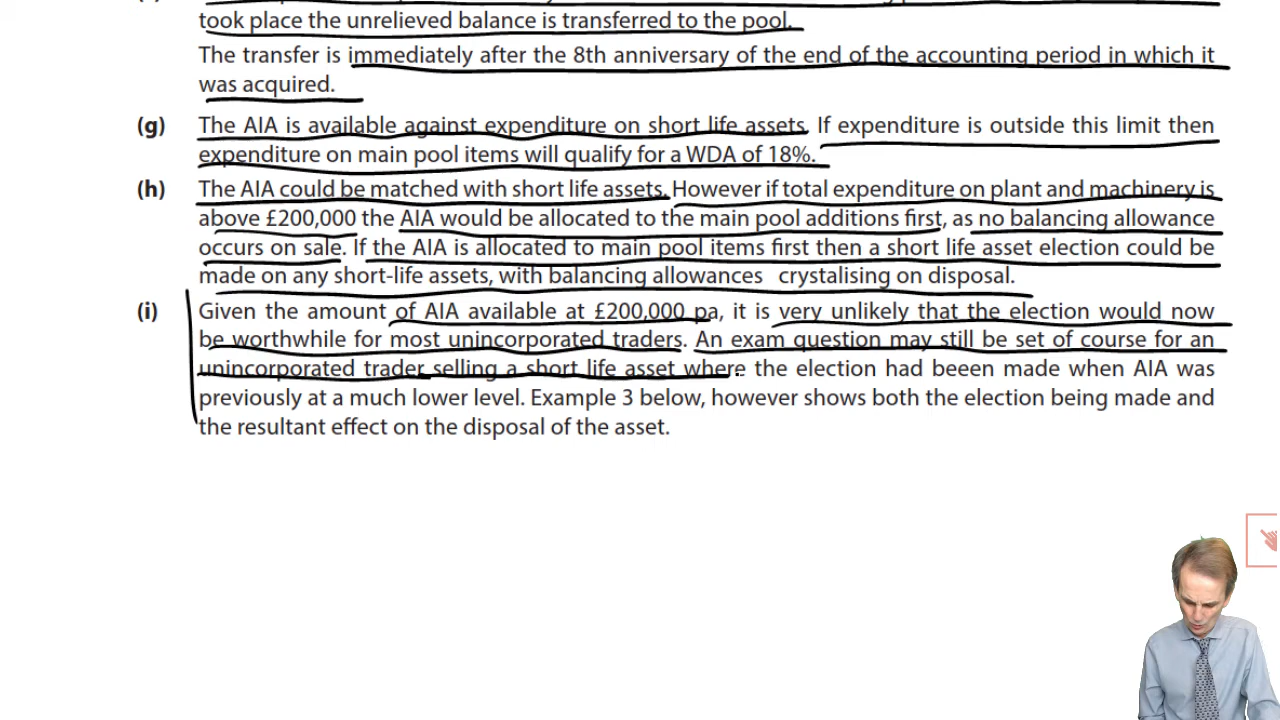 took place the unrelieved balance is transferred to the pool.
The transfer is immediately after the 8th anniversary of the end of the accounting period in which it
was acquired.
(g) The AIA is available against expenditure on short life assets. If expenditure is outside this limit then
expenditure on main pool items will qualify for a WDA of 18%.
(h) The AIA could be matched with short life assets. However if total expenditure on plant and machinery is
above £200,000 the AIA would be allocated to the main pool additions first, as no balancing allowance
occurs on sale. If the AIA is allocated to main pool items first then a short life asset election could be
made on any short-life assets, with balancing allowances crystalising on disposal.
(i) Given the amount of AIA available at £200,000 pa, it is very unlikely that the election would now
be worthwhile for most unincorporated traders. An exam question may still be set of course for an
unincorporated trader selling a short life asset where the election had beeen made when AIA was
previously at a much lower level. Example 3 below, however shows both the election being made and
the resultant effect on the disposal of the asset.